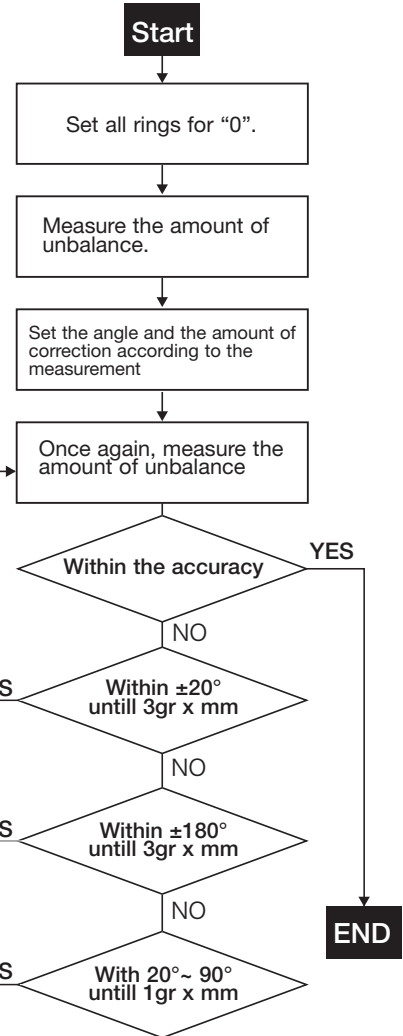 Start
Set all rings for “0”.
Measure the amount of
unbalance.
Set the angle and the amount of
correction according to the
measurement
Once again, measure the
amount of unbalance
Within the accuracy
YES
NO
Within ±20°
untill 3gr x mm
S
NO
Within ±180°
untill 3gr x mm
S
NO
END
With 20°~ 90°
untill 1gr x mm
S